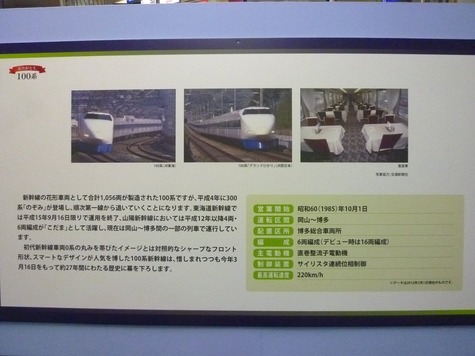 100系
100系(東海道)
100系「グランドひかり」(JR西日本)
食堂車
写真協力:交通新聞社
新幹線の花形車両として合計1,056両が製造された100系ですが、平成4年に300
系「のぞみ」が登場し、順次第一線から退いていくことになります。東海道新幹線で
は平成15年9月16日限りで運用を終了、山陽新幹線においては平成12年以降4両・
6両編成が「こだま」として活躍し、現在は岡山〜博多間の一部の列車で運行してい
ます。
初代新幹線車両0系の丸みを帯びたイメージとは対照的なシャープなフロント
形状、スマートなデザインが人気を博した100系新幹線は、惜しまれつつも今年3
月16日をもって約27年間にわたる歴史に幕を下ろします。
営業開始 昭和60(1985)年10月1日
運転区間 岡山〜博多
配置区所 博多総合車両所
編成 6両編成(デビュー時は16両編成)
主電動機 直巻整流子電動機
制御装置 サイリスタ連続位相制御
最高運転速度 220km/h